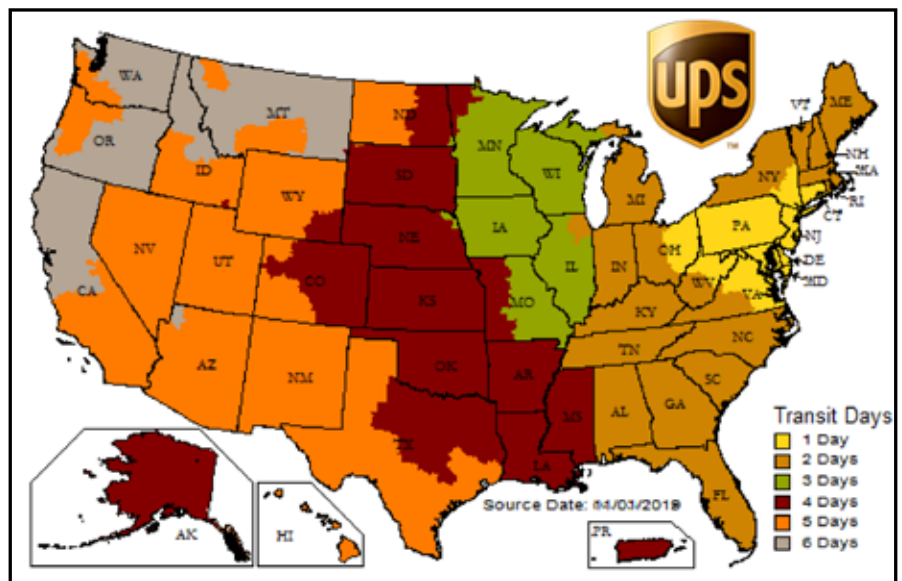 ups
TM
WA
MT
ND
MN
VT
ME
OR
ID
SD
WI
MI
NY
NH
MA
WY
IA
RI
CT
NV
UT
CO
NE
IL
IN
OH
PA
NJ
DE
MD
CA
KS
MO
KY
WV
VA
AZ
NM
OK
AR
TN
NC
SC
TX
LA
MS
AL
GA
FL
Transit Days
1 Day
2 Days
3 Days
4 Days
5 Days
6 Days
Source Date:
AK
HI
PR